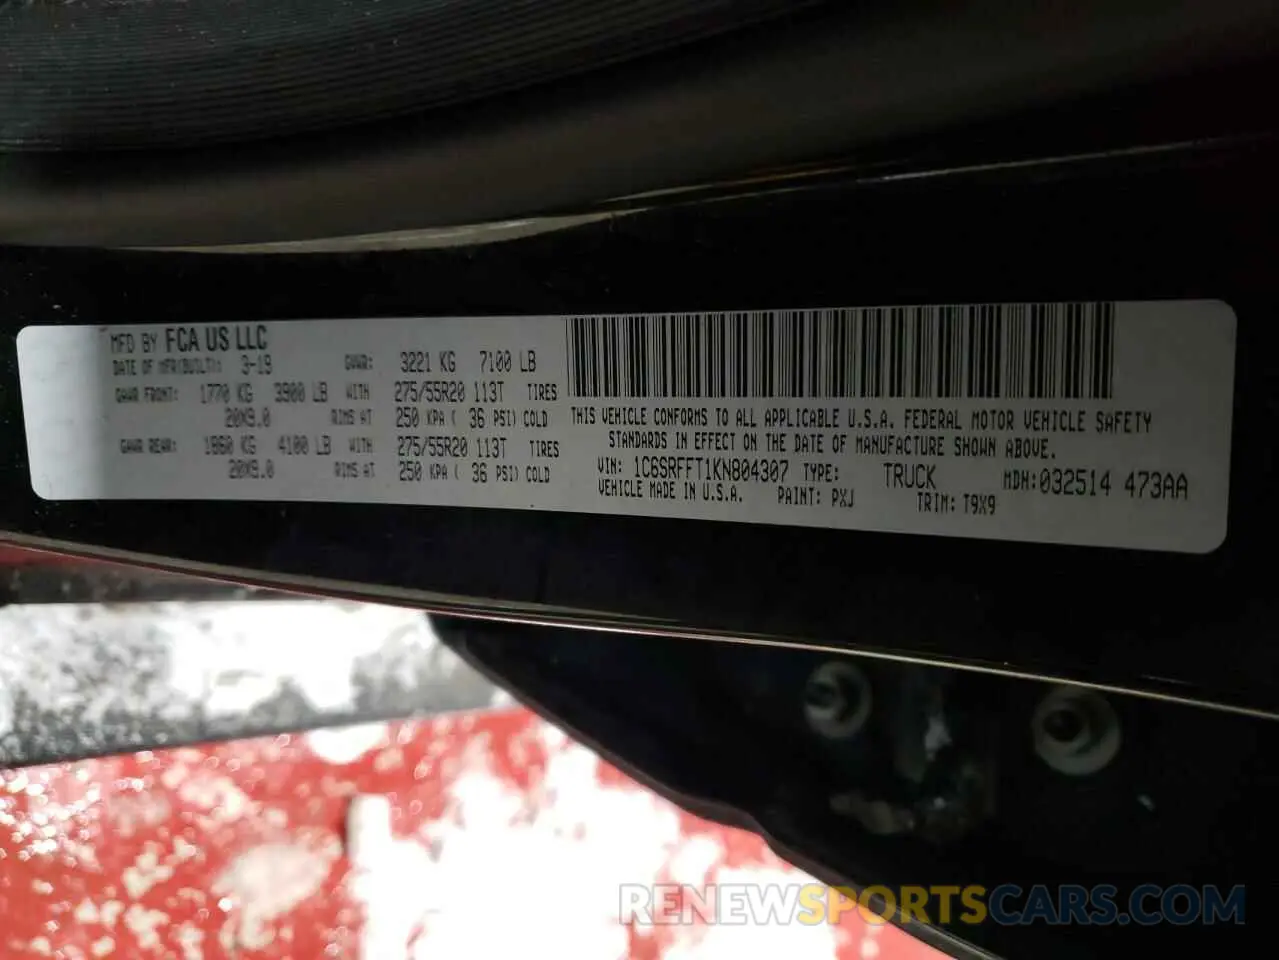 MFD BY FCA US LLC
DATE OF MFR(BUILT): 3-19 GVWR: 3221 KG 7100 LB
GAWR FRONT: 1770 KG 3900 LB WITH 275/55R20 113T TIRES
20X9.0 RIMS AT 250 KPA ( 36 PSI) COLD
GAWR REAR: 1860 KG 4100 LB WITH 275/55R20 113T TIRES
20X9.0 RIMS AT 250 KPA ( 36 PSI) COLD
THIS VEHICLE CONFORMS TO ALL APPLICABLE U.S.A. FEDERAL MOTOR VEHICLE SAFETY
STANDARDS IN EFFECT ON THE DATE OF MANUFACTURE SHOWN ABOVE.
VIN: 1C6SRFFT1KN804307 TYPE: TRUCK MDH:032514 473AA
VEHICLE MADE IN U.S.A. PAINT: PXJ TRIM: T9X9
RENEWSPORTSCARS.COM